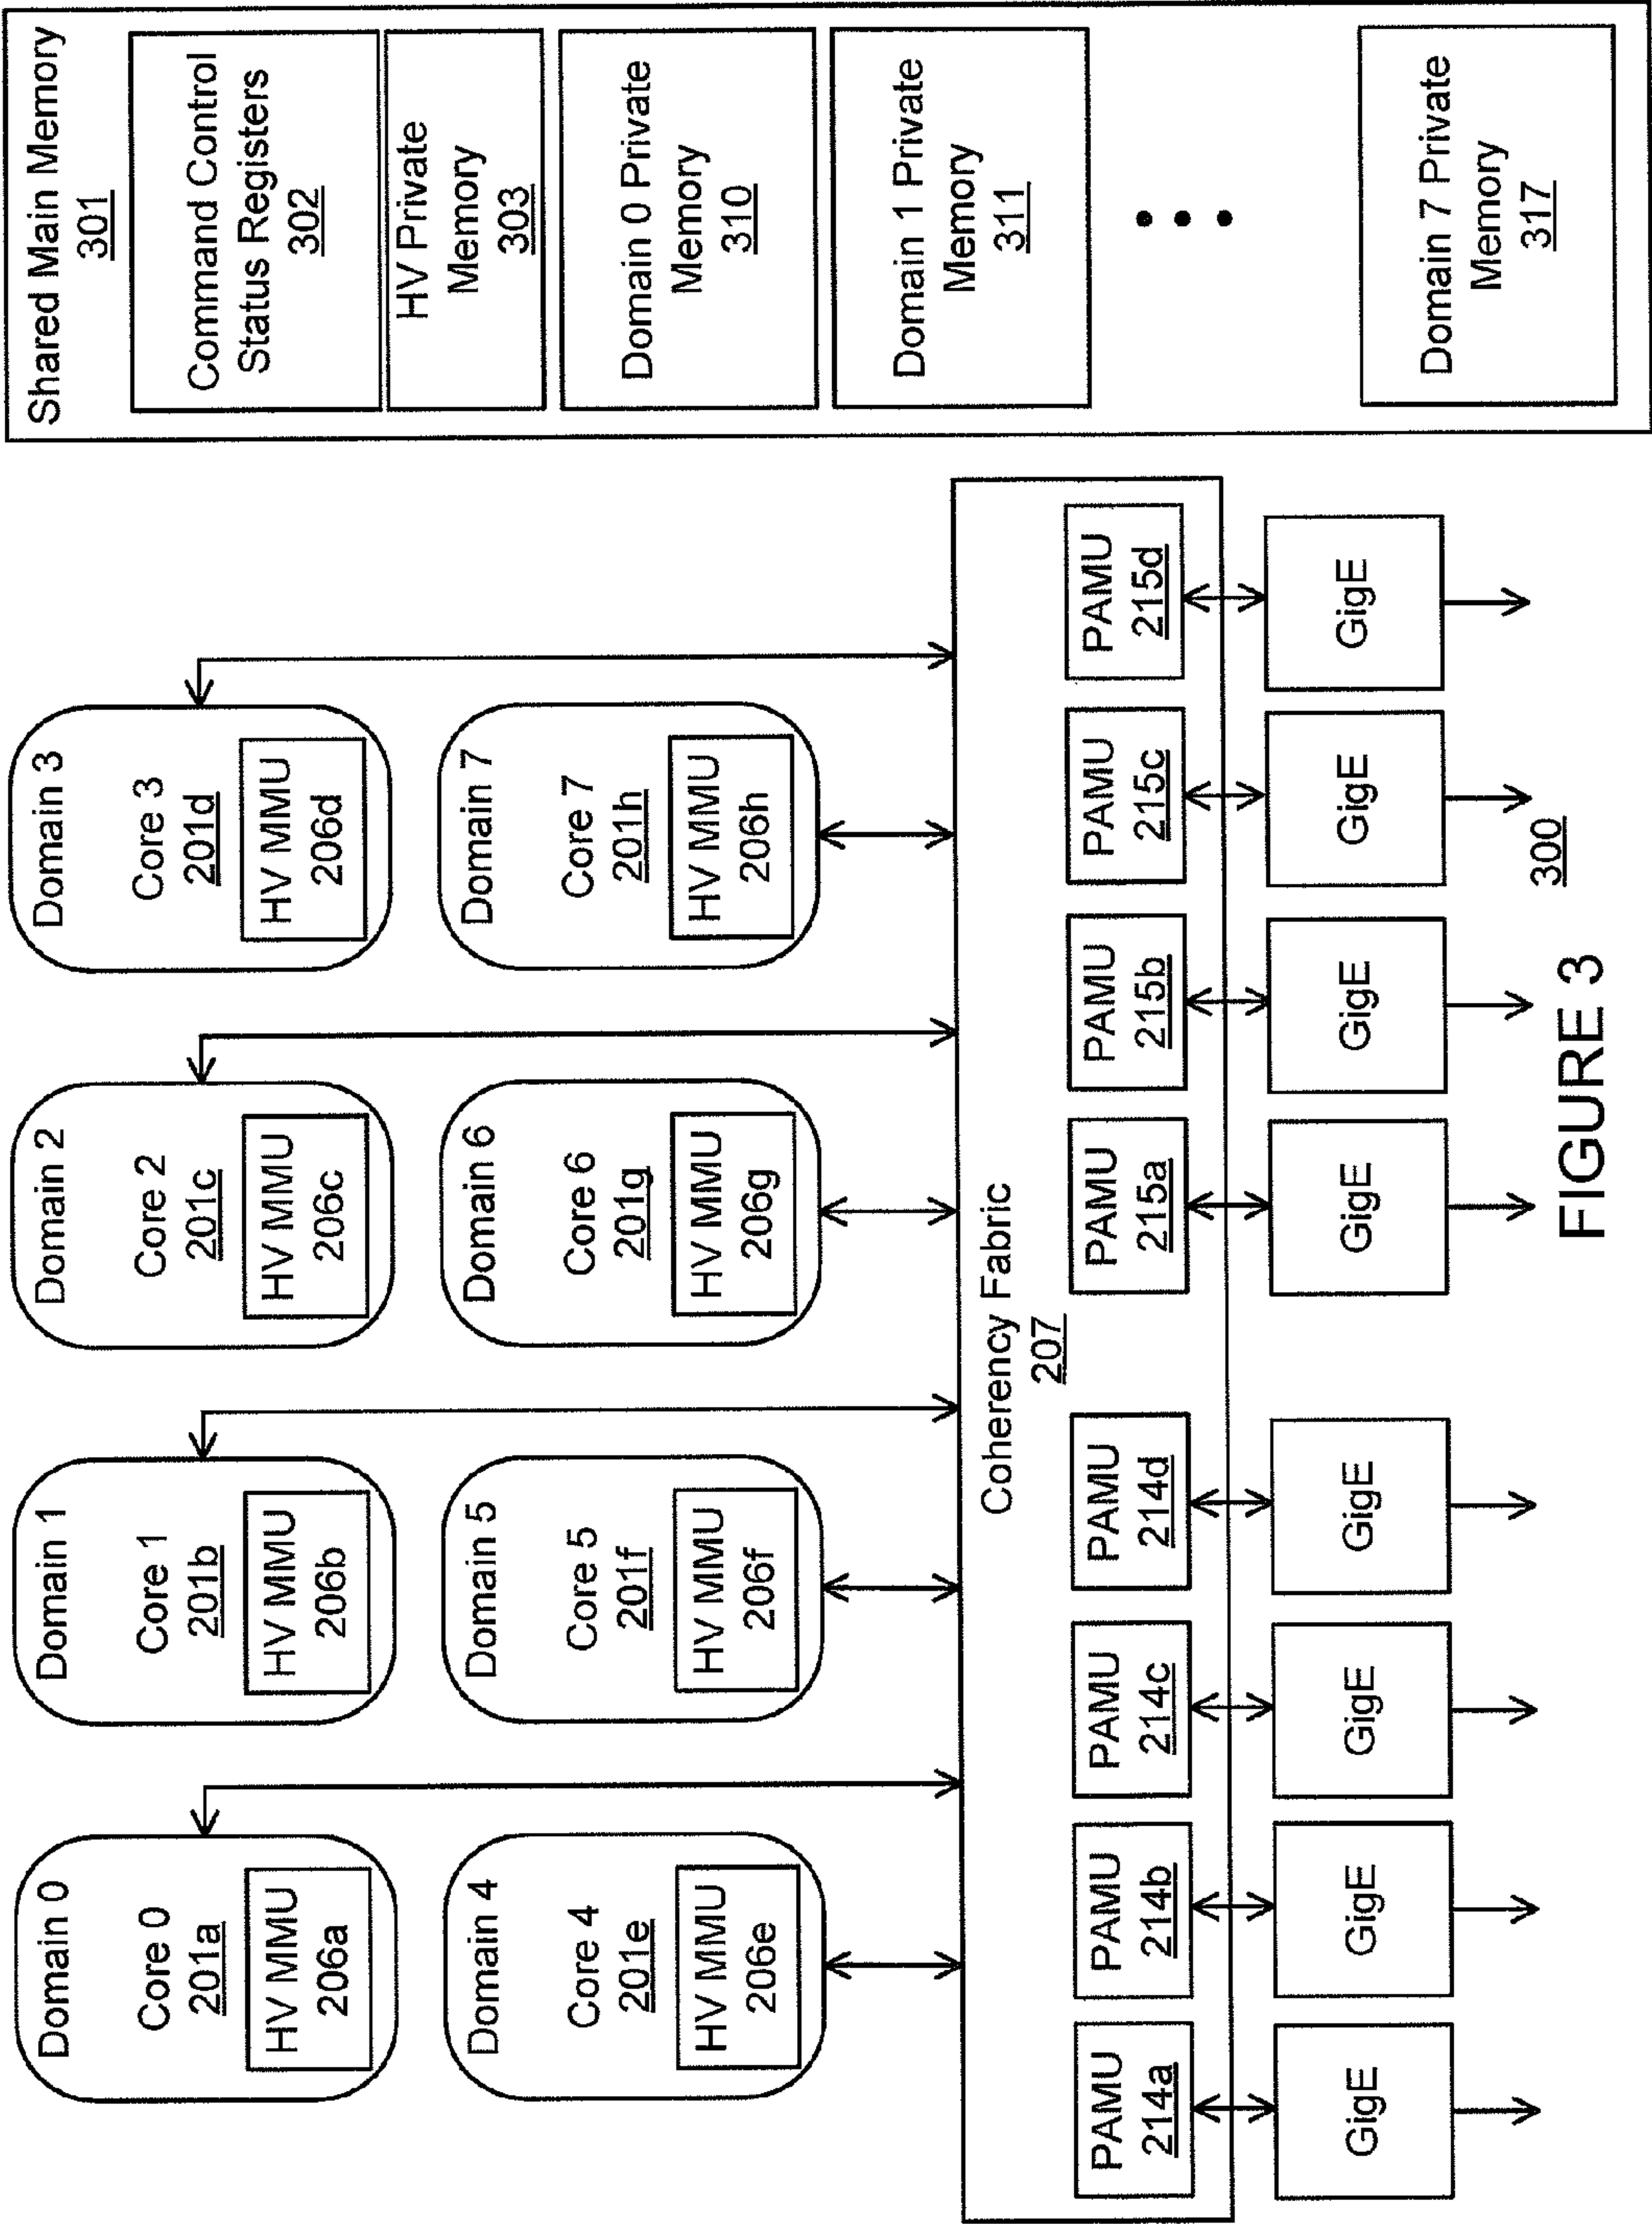 Domain 0
Core 0
201a
HV MMU
206a
Domain 1
Core 1
201b
HV MMU
206b
Domain 2
Core 2
201c
HV MMU
206c
Domain 3
Core 3
201d
HV MMU
206d
Domain 4
Core 4
201e
HV MMU
206e
Domain 5
Core 5
201f
HV MMU
206f
Domain 6
Core 6
201g
HV MMU
206g
Domain 7
Core 7
201h
HV MMU
206h
Coherency Fabric
207
PAMU
214a
PAMU
214b
PAMU
214c
PAMU
214d
PAMU
215a
PAMU
215b
PAMU
215c
PAMU
215d
GigE
GigE
GigE
GigE
GigE
GigE
GigE
GigE
Shared Main Memory
301
Command Control
Status Registers
302
HV Private
Memory
303
Domain 0 Private
Memory
310
Domain 1 Private
Memory
311
Domain 7 Private
Memory
317
300
FIGURE 3